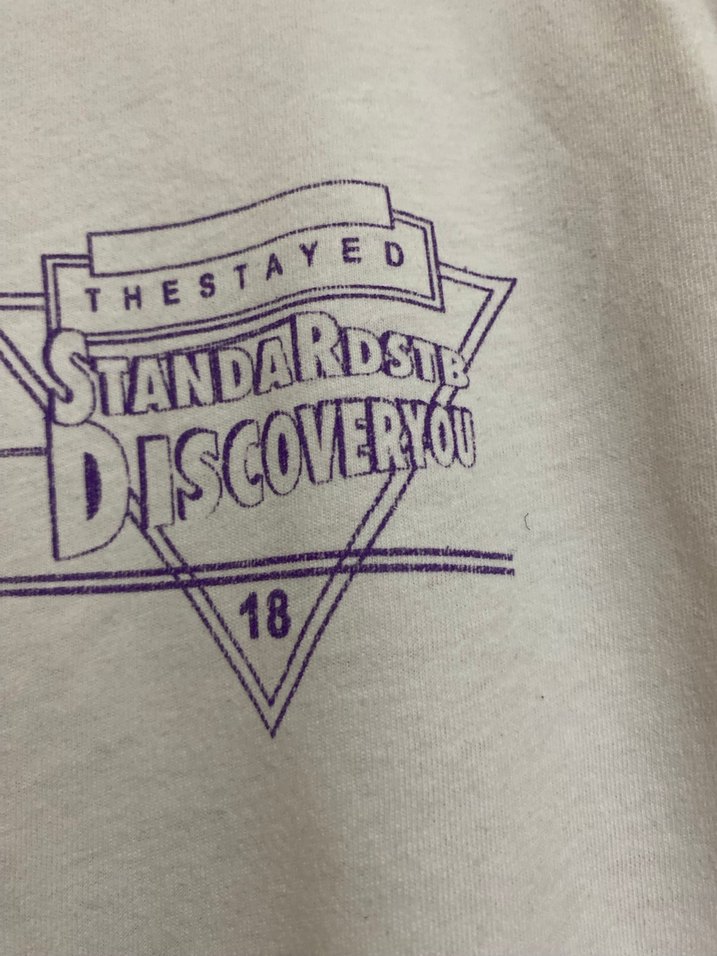 THESTAYED
STANDARDSTB
DISCOVERYOU
18